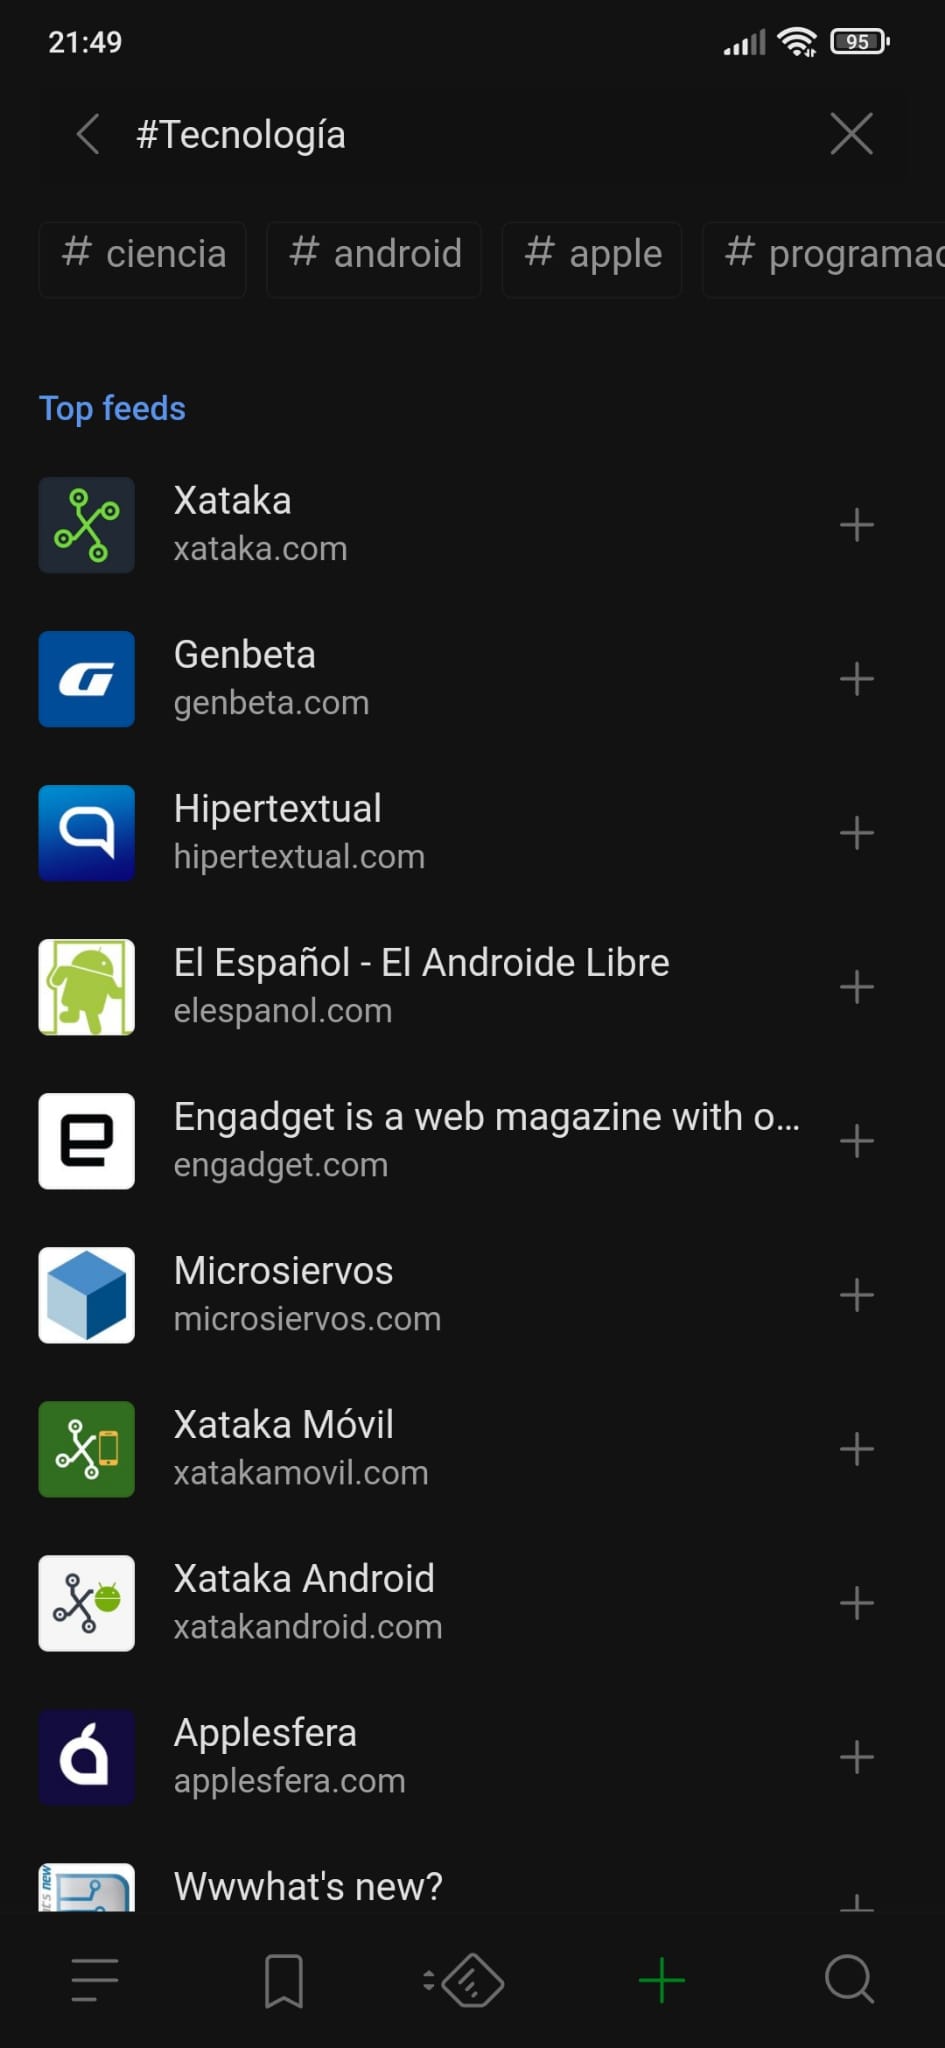 21:49
95
#Tecnología
# ciencia
# android
# apple
# programac
Top feeds
Xataka
xataka.com
Genbeta
genbeta.com
Hipertextual
hipertextual.com
El Español - El Androide Libre
elespanol.com
Engadget is a web magazine with o...
engadget.com
Microsiervos
microsiervos.com
Xataka Móvil
xatakamovil.com
Xataka Android
xatakandroid.com
Applesfera
applesfera.com
Wwwhat's new?